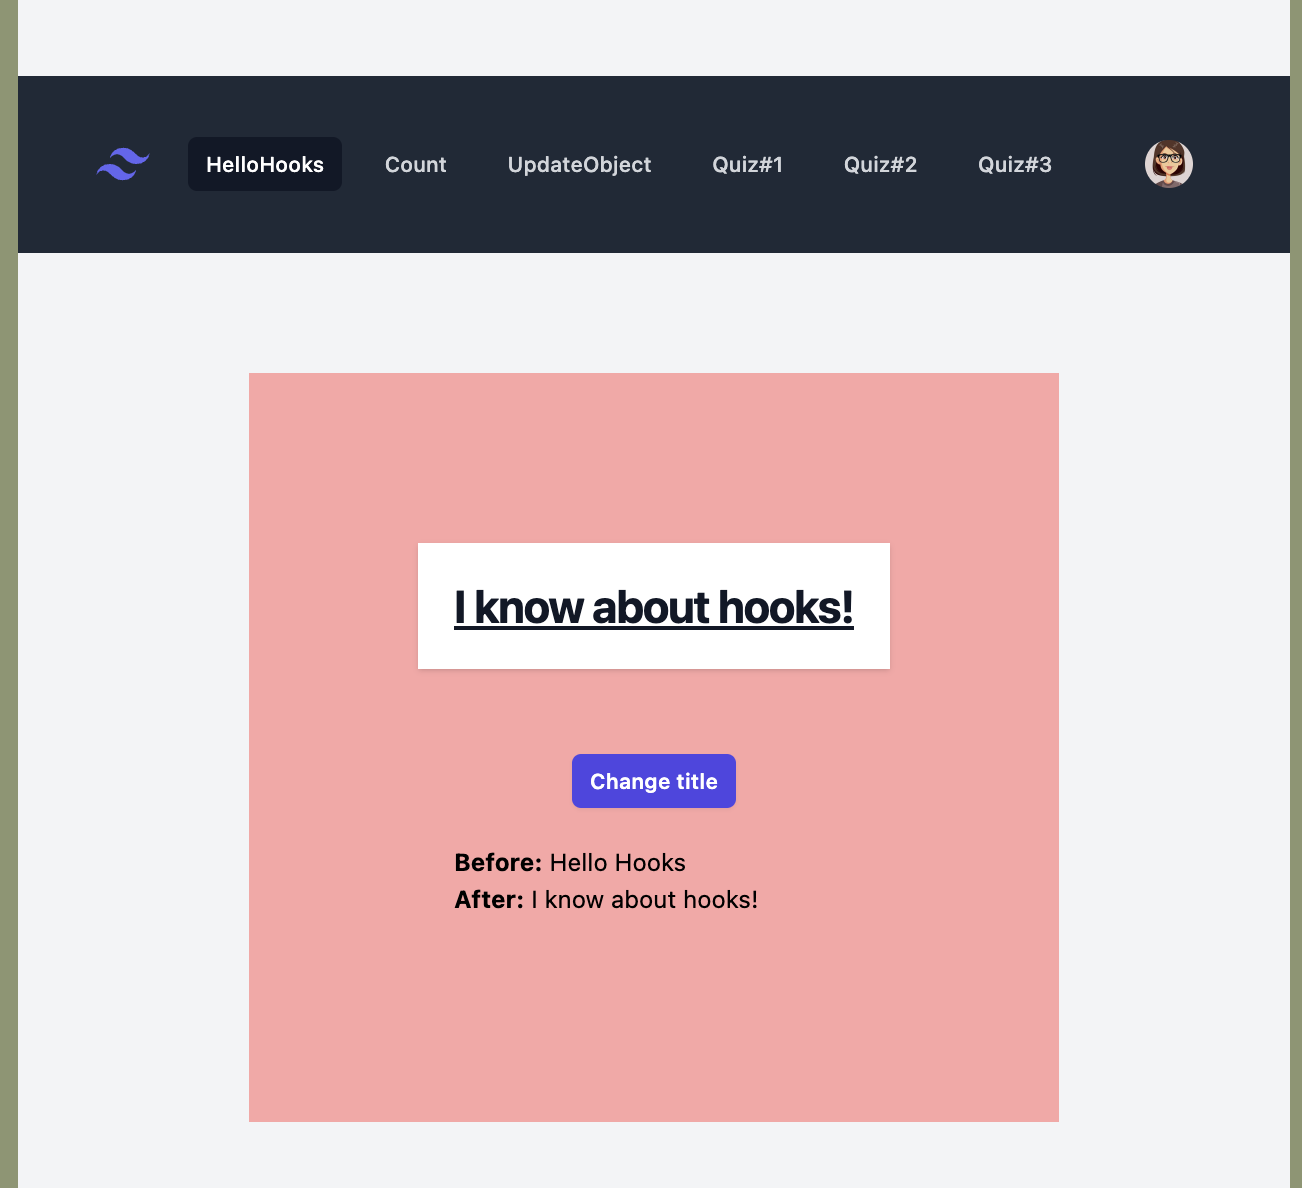 HelloHooks Count UpdateObject Quiz#1 Quiz#2 Quiz#3
I know about hooks!
Change title
Before: Hello Hooks
After: I know about hooks!